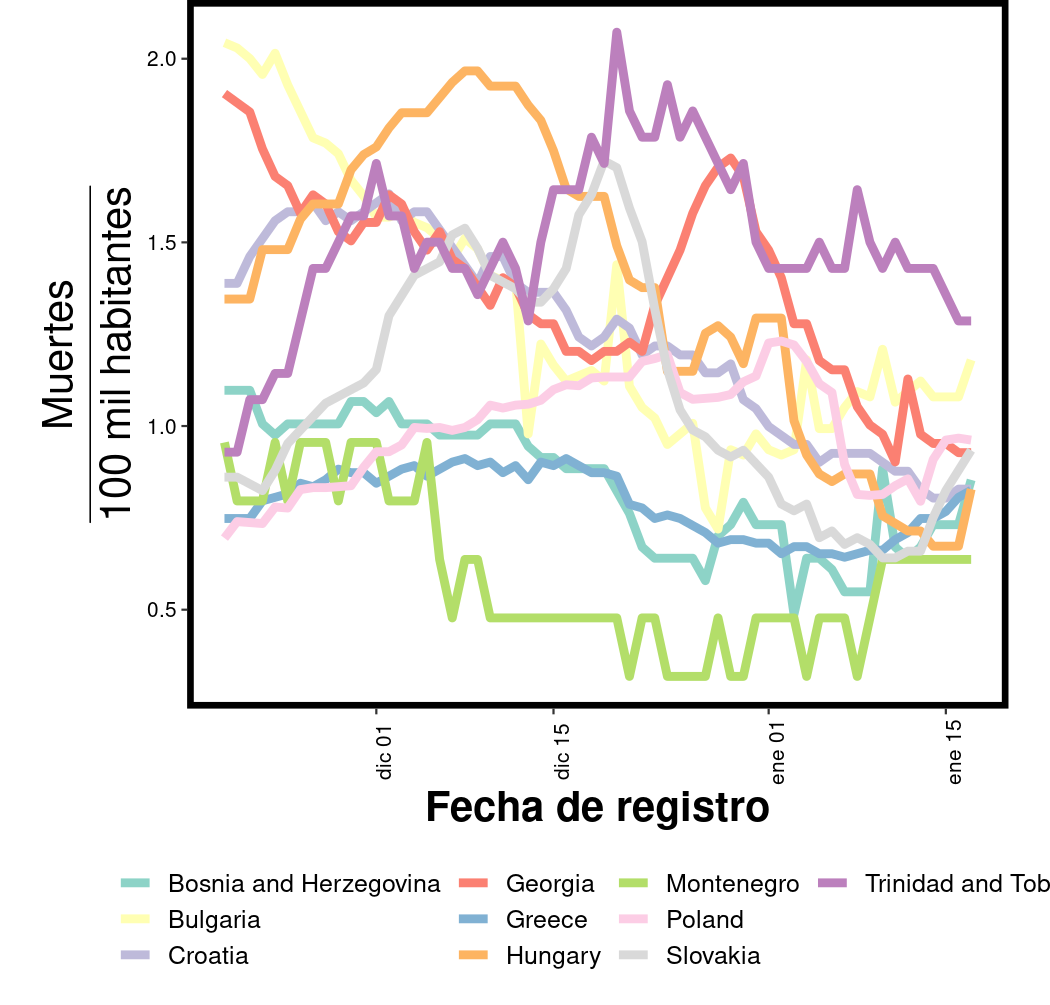 Muertes
100 mil habitantes
2.0
1.5
1.0
0.5
dic 01
dic 15
ene 01
ene 15
Fecha de registro
Bosnia and Herzegovina
Georgia
Montenegro
Trinidad and Tob
Bulgaria
Greece
Poland
Croatia
Hungary
Slovakia